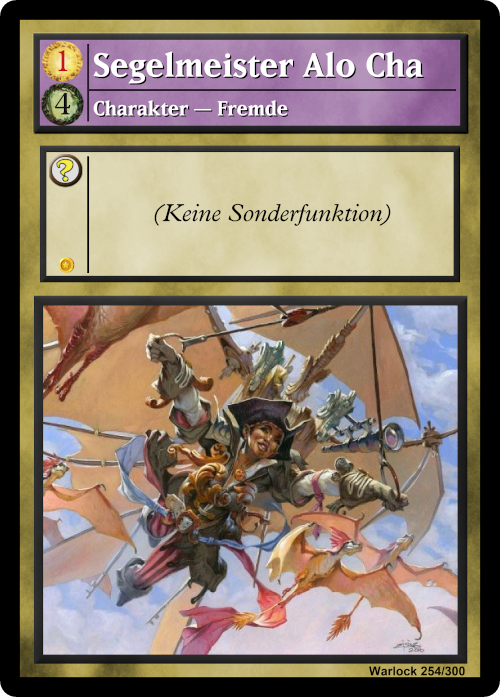 1
Segelmeister Alo Cha
4
Charakter — Fremde
?
(Keine Sonderfunktion)
Warlock 254/300